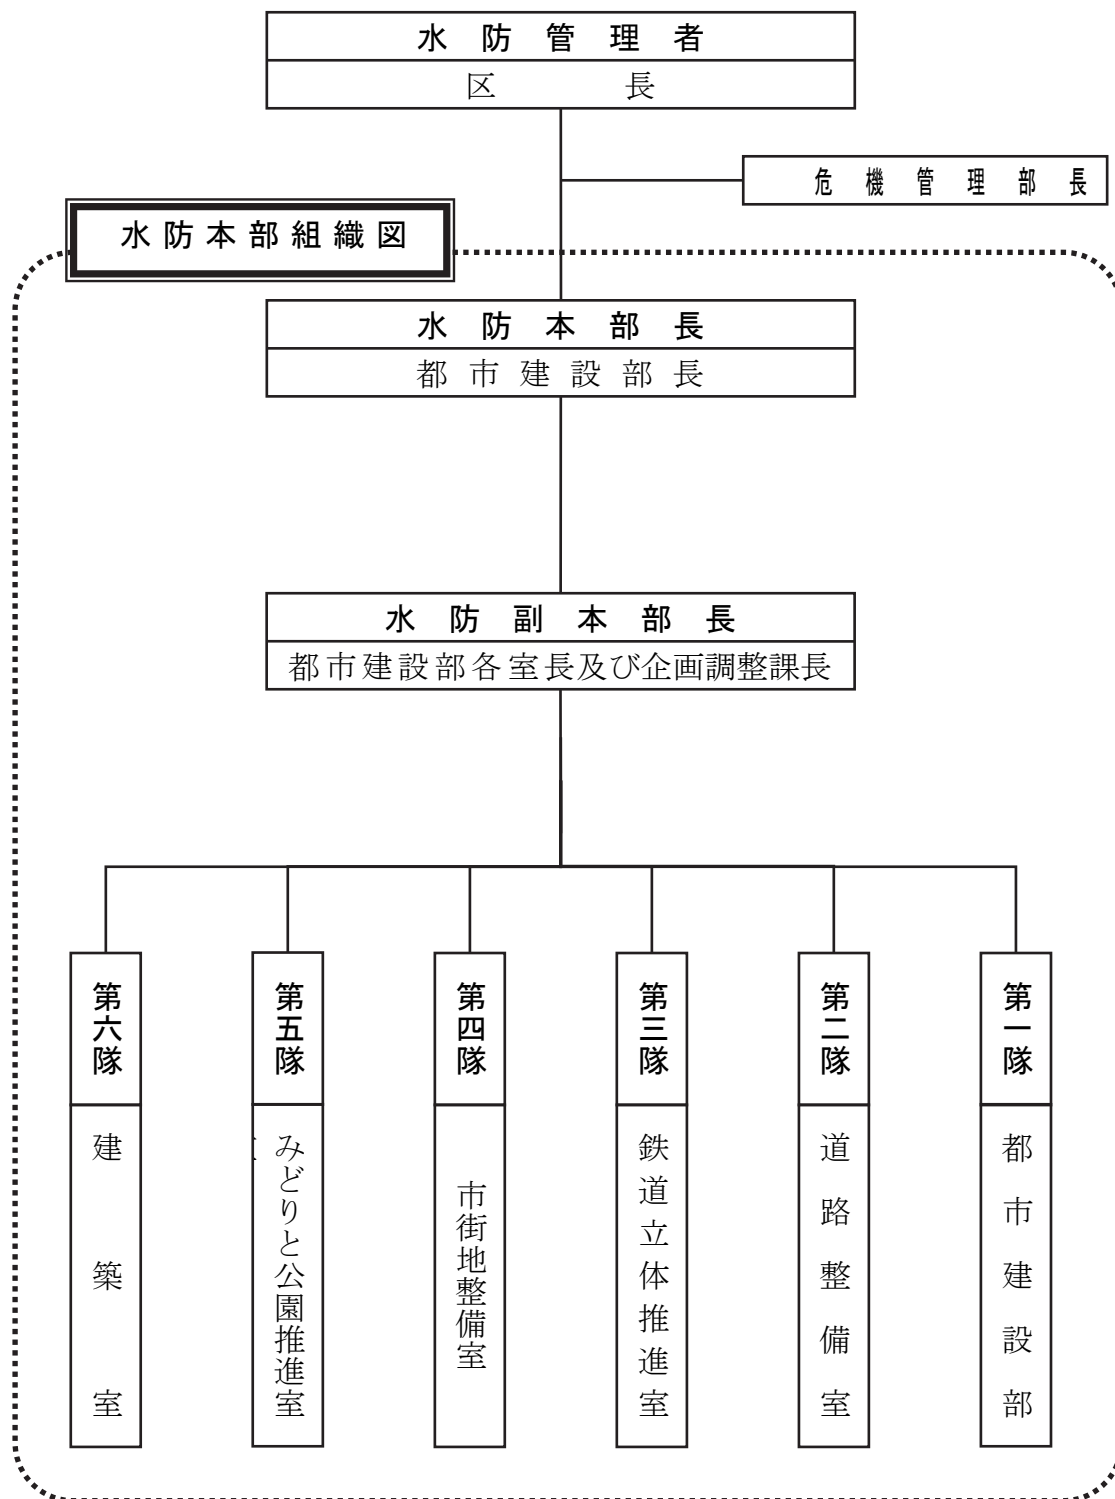 水防管理者
区長
危機管理部長
水防本部組織図
水防本部長
都市建設部長
水防副本部長
都市建設部各室長及び企画調整課長
第一隊
都市建設部
第二隊
道路整備室
第三隊
鉄道立体推進室
第四隊
市街地整備室
第五隊
みどりと公園推進室
第六隊
建築室